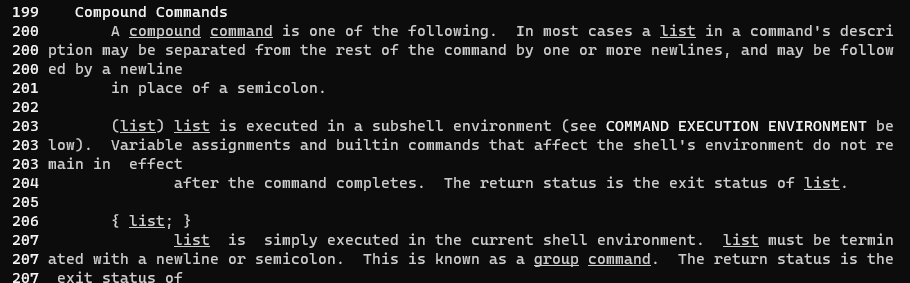 199    Compound Commands
200        A compound command is one of the following.  In most cases a list in a command's descri
200 ption may be separated from the rest of the command by one or more newlines, and may be follow
200 ed by a newline
201        in place of a semicolon.
202
203        (list) list is executed in a subshell environment (see COMMAND EXECUTION ENVIRONMENT be
203 low).  Variable assignments and builtin commands that affect the shell's environment do not re
203 main in  effect
204               after the command completes.  The return status is the exit status of list.
205
206        { list; }
207               list  is  simply executed in the current shell environment.  list must be termin
207 ated with a newline or semicolon.  This is known as a group command.  The return status is the
207  exit status of